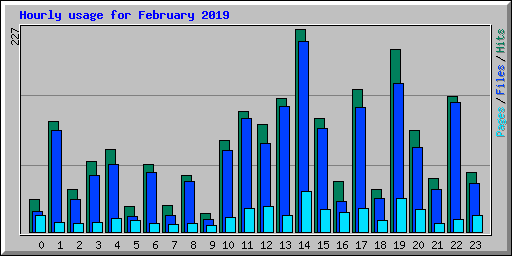 Hourly usage for February 2019
227
Pages/Files/Hits
0 1 2 3 4 5 6 7 8 9 10 11 12 13 14 15 16 17 18 19 20 21 22 23